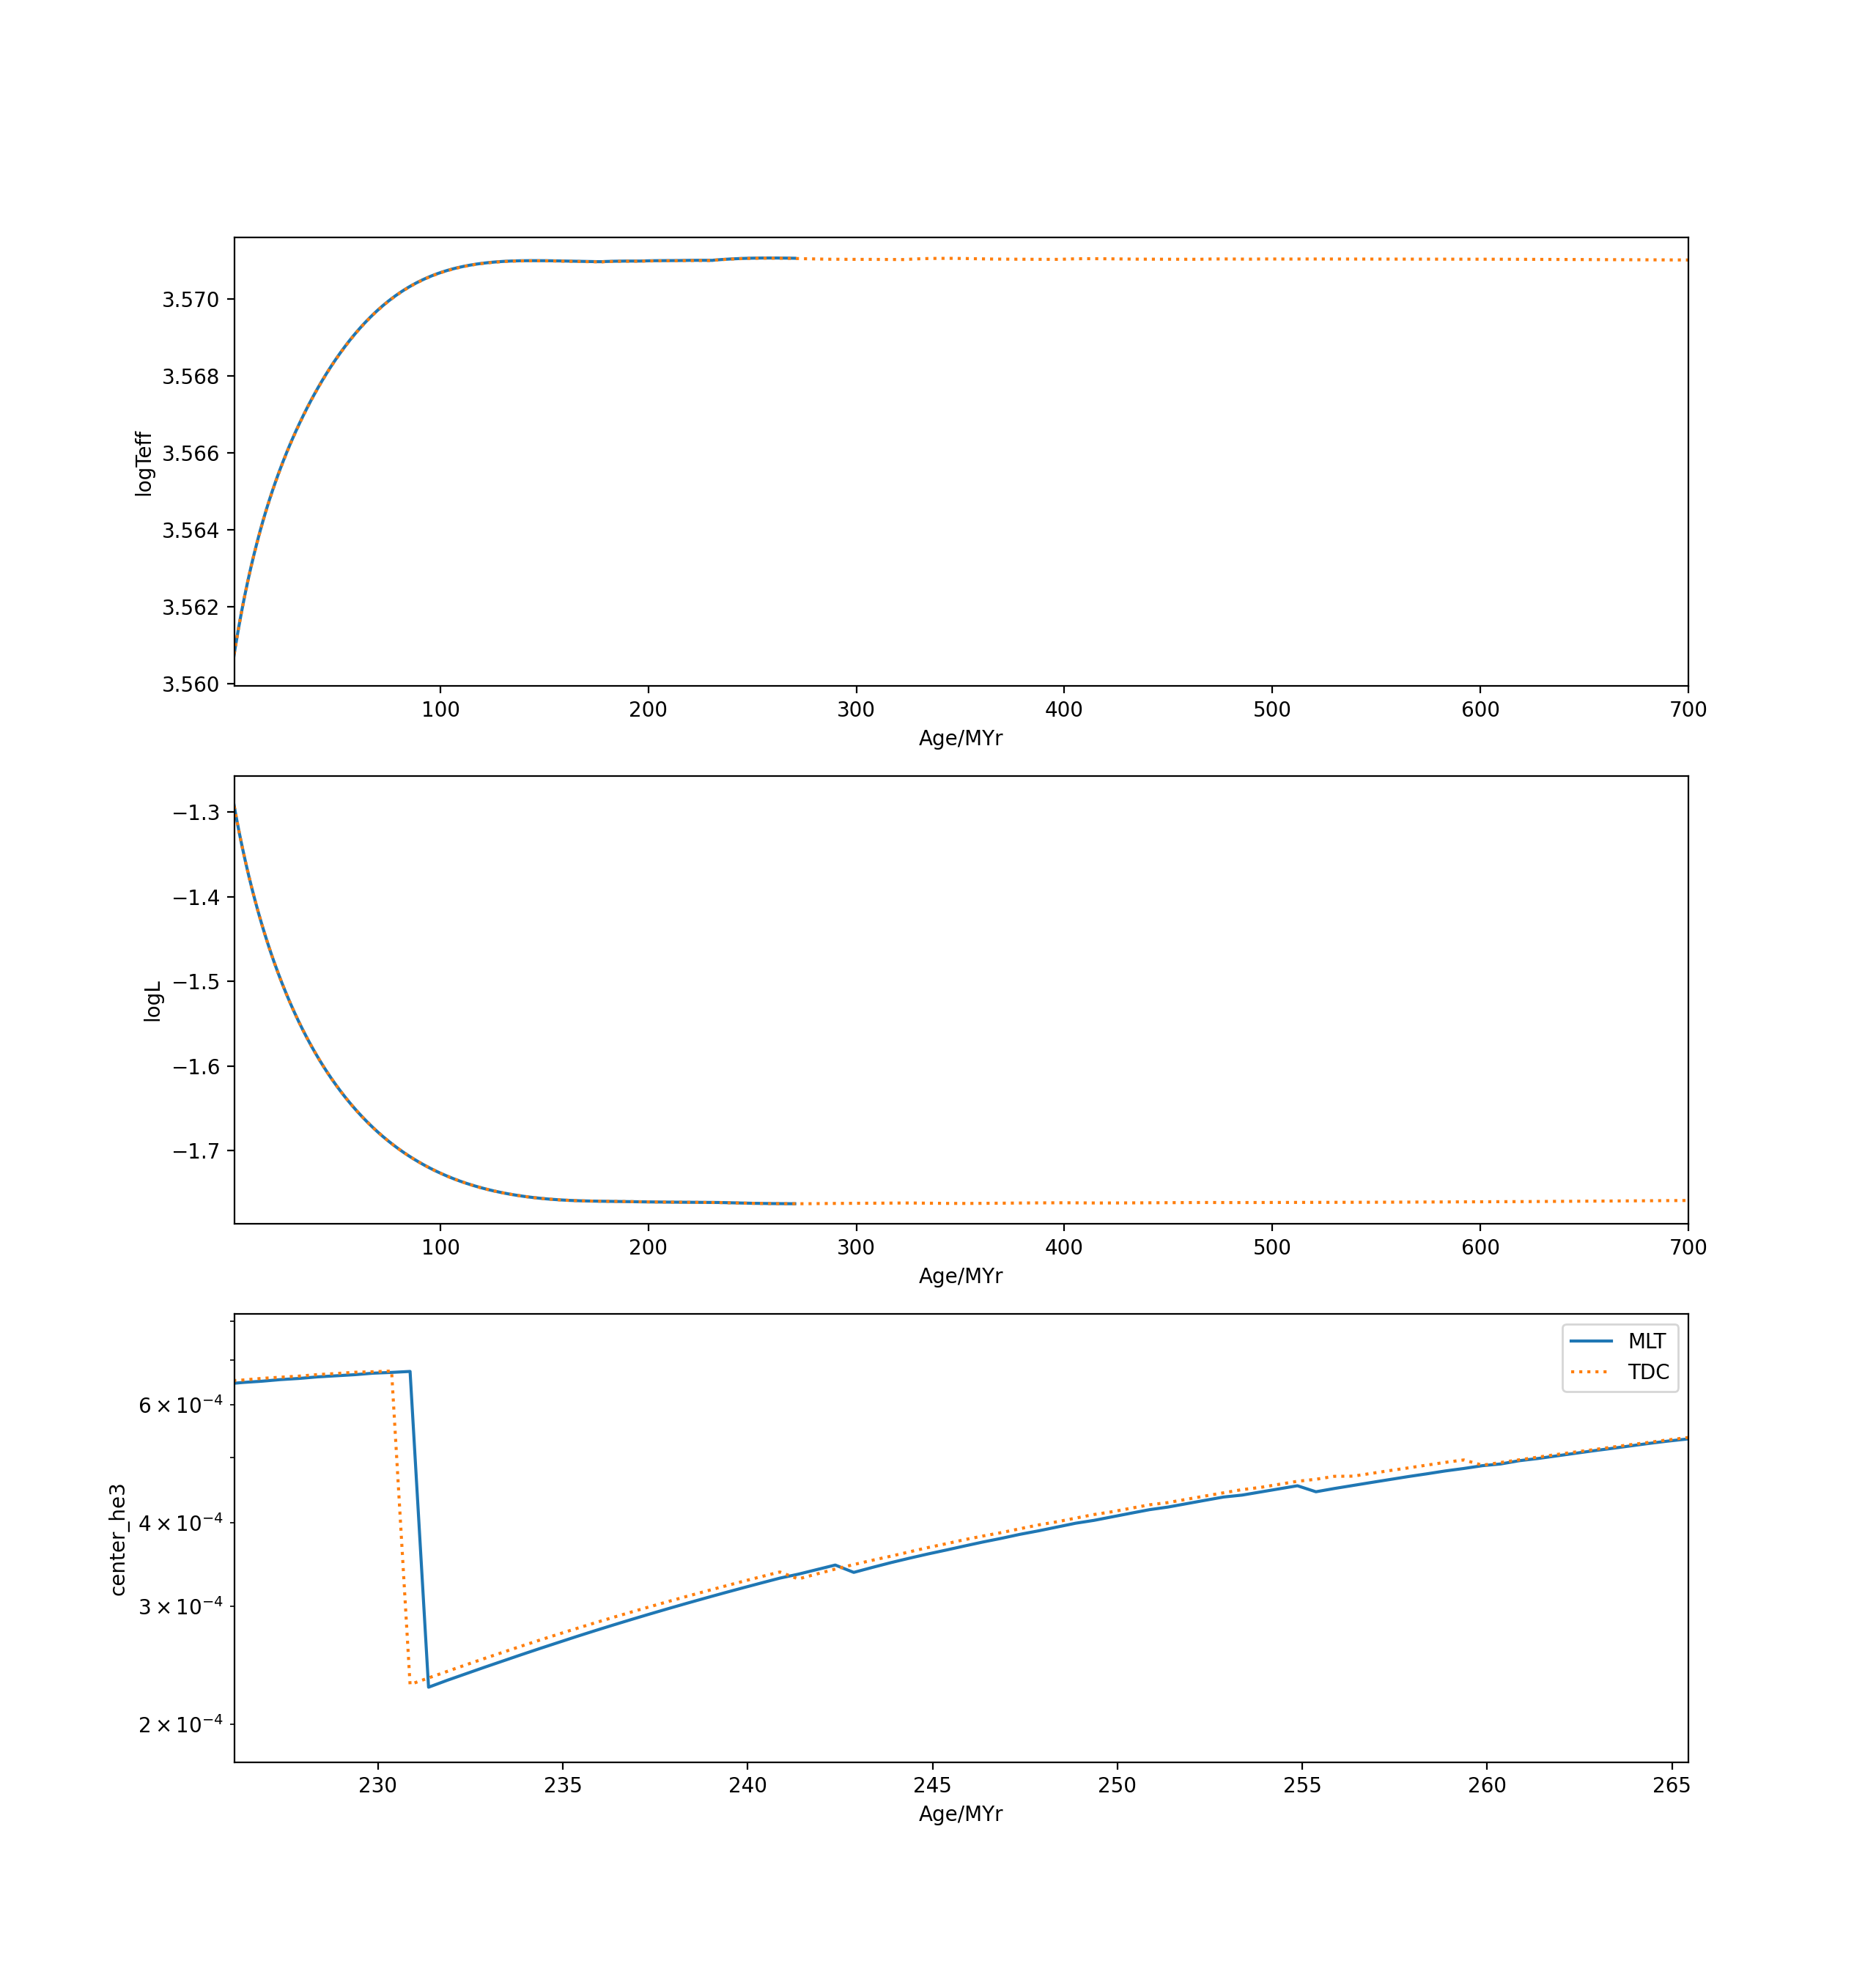 3.570
3.568
3.566
3.564
3.562
3.560
logTeff
100 200 300 400 500 600 700
Age/MYr
−1.3
−1.4
−1.5
−1.6
−1.7
logL
100 200 300 400 500 600 700
Age/MYr
MLT
TDC
6 × 10⁻⁴
4 × 10⁻⁴
3 × 10⁻⁴
2 × 10⁻⁴
center_he3
230 235 240 245 250 255 260 265
Age/MYr